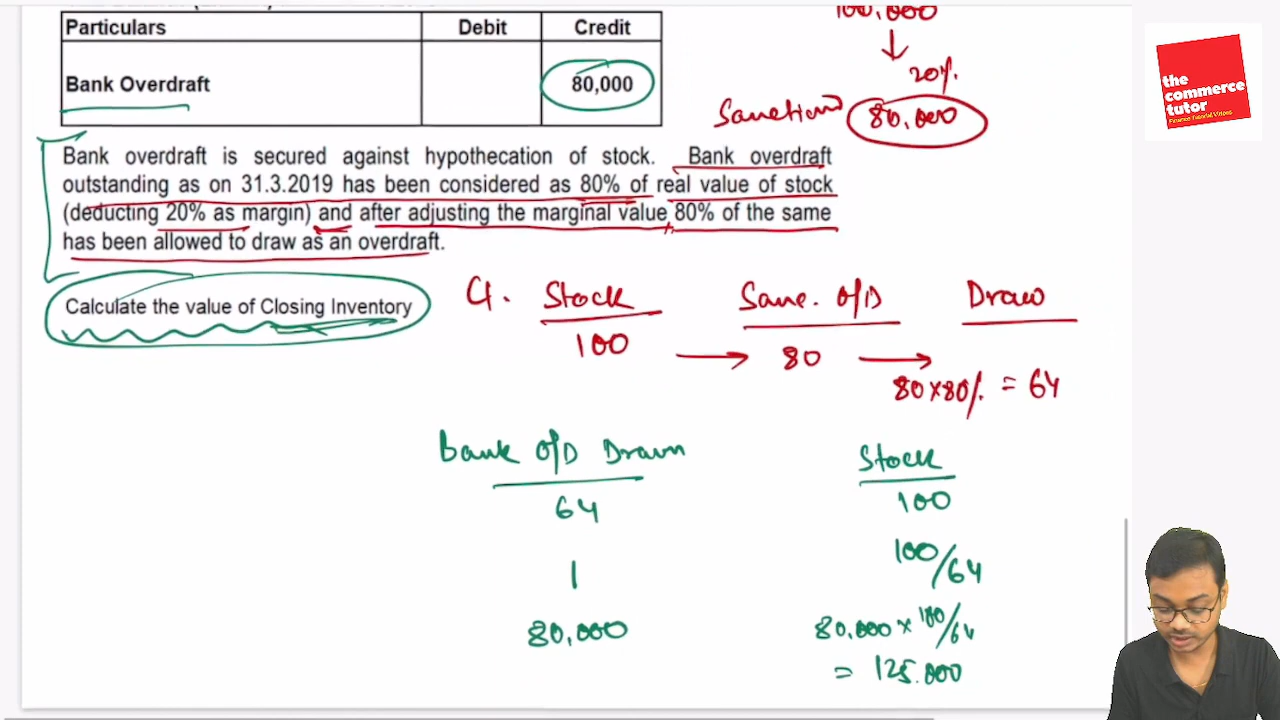 Particulars Debit Credit
100,000
20%.
Bank Overdraft 80,000
Sanctioned 80,000
the
commerce
tutor
Bank overdraft is secured against hypothecation of stock. Bank overdraft
outstanding as on 31.3.2019 has been considered as 80% of real value of stock
(deducting 20% as margin) and after adjusting the marginal value 80% of the same
has been allowed to draw as an overdraft.
Calculate the value of Closing Inventory
Cl. Stock Sanc. O/D Draw
100 80
80×80% = 64
Bank O/D Drawn Stock
64 100
1 100/64
80,000 80,000 × 100/64
= 125,000